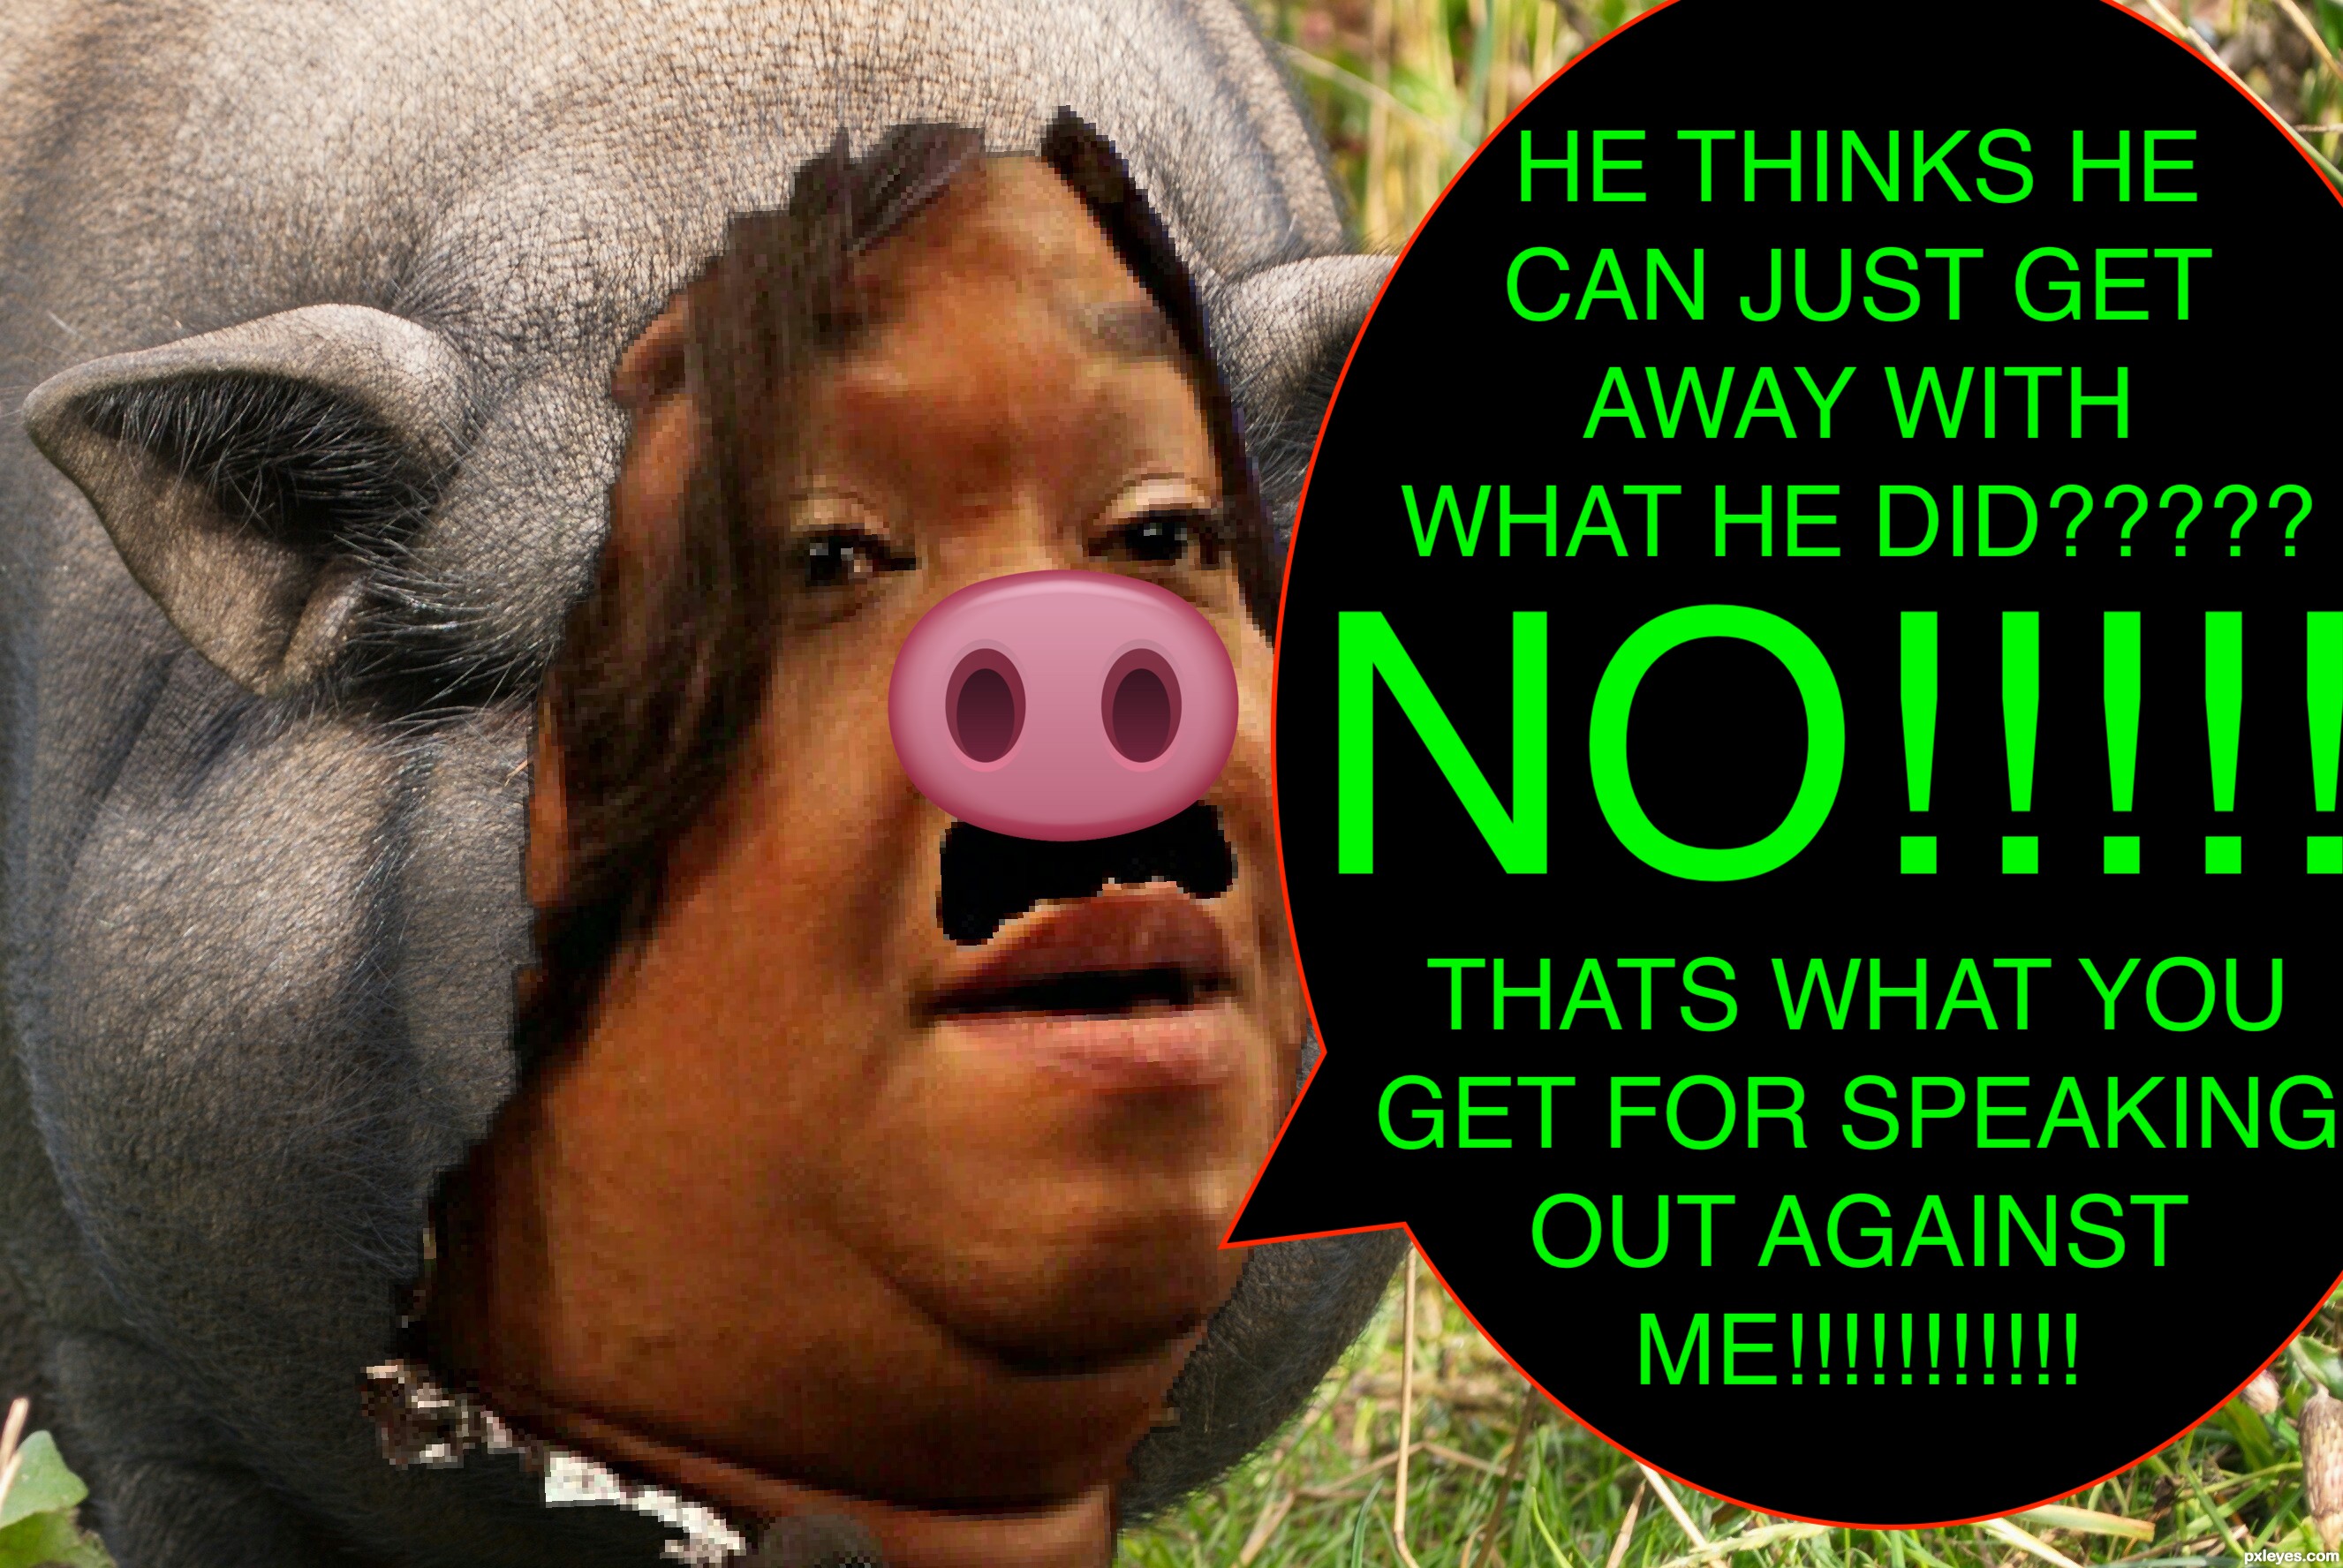 HE THINKS HE
CAN JUST GET
AWAY WITH
WHAT HE DID?????
NO!!!!!
THATS WHAT YOU
GET FOR SPEAKING
OUT AGAINST
ME!!!!!!!!!!!
pxleyes.com